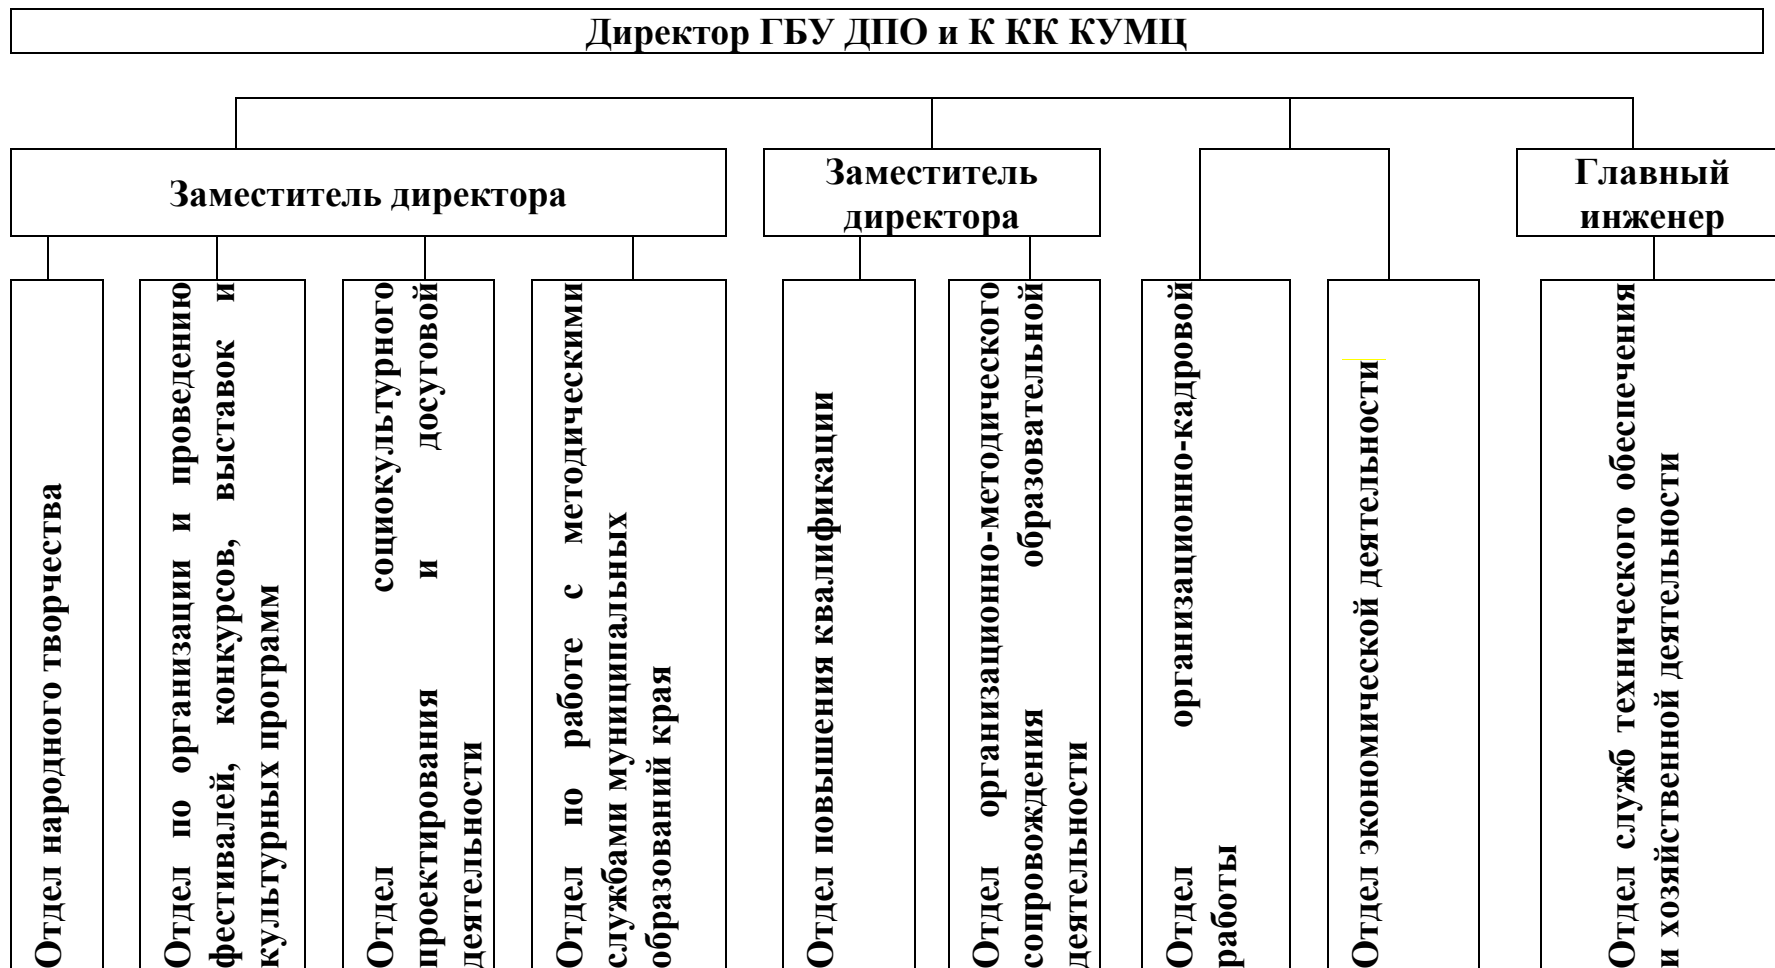 Директор ГБУ ДПО и К КК КУМЦ
Заместитель директора
Заместитель
директора
Главный
инженер
Отдел народного творчества
Отдел по организации и проведению
фестивалей, конкурсов, выставок и
культурных программ
Отдел социокультурного
проектирования и досуговой
деятельности
Отдел по работе с методическими
службами муниципальных
образований края
Отдел повышения квалификации
Отдел организационно-методического
сопровождения образовательной
деятельности
Отдел организационно-кадровой
работы
Отдел экономической деятельности
Отдел служб технического обеспечения
и хозяйственной деятельности